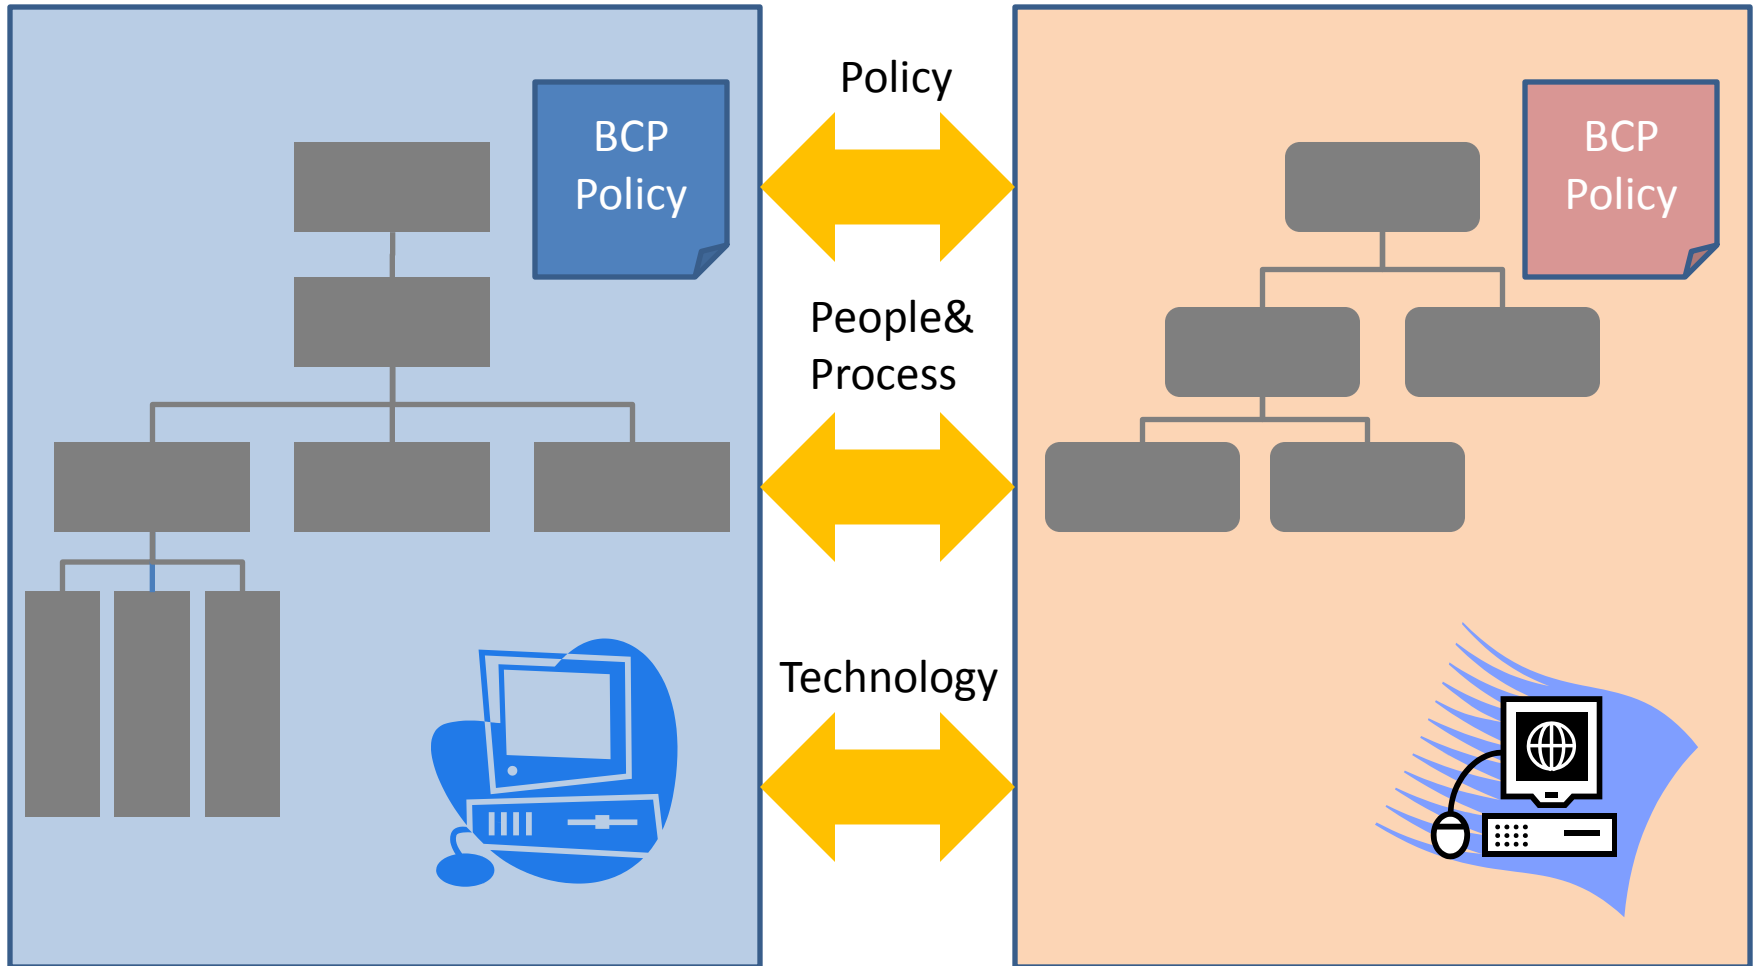 BCP
Policy
Policy
BCP
Policy
People&
Process
Technology